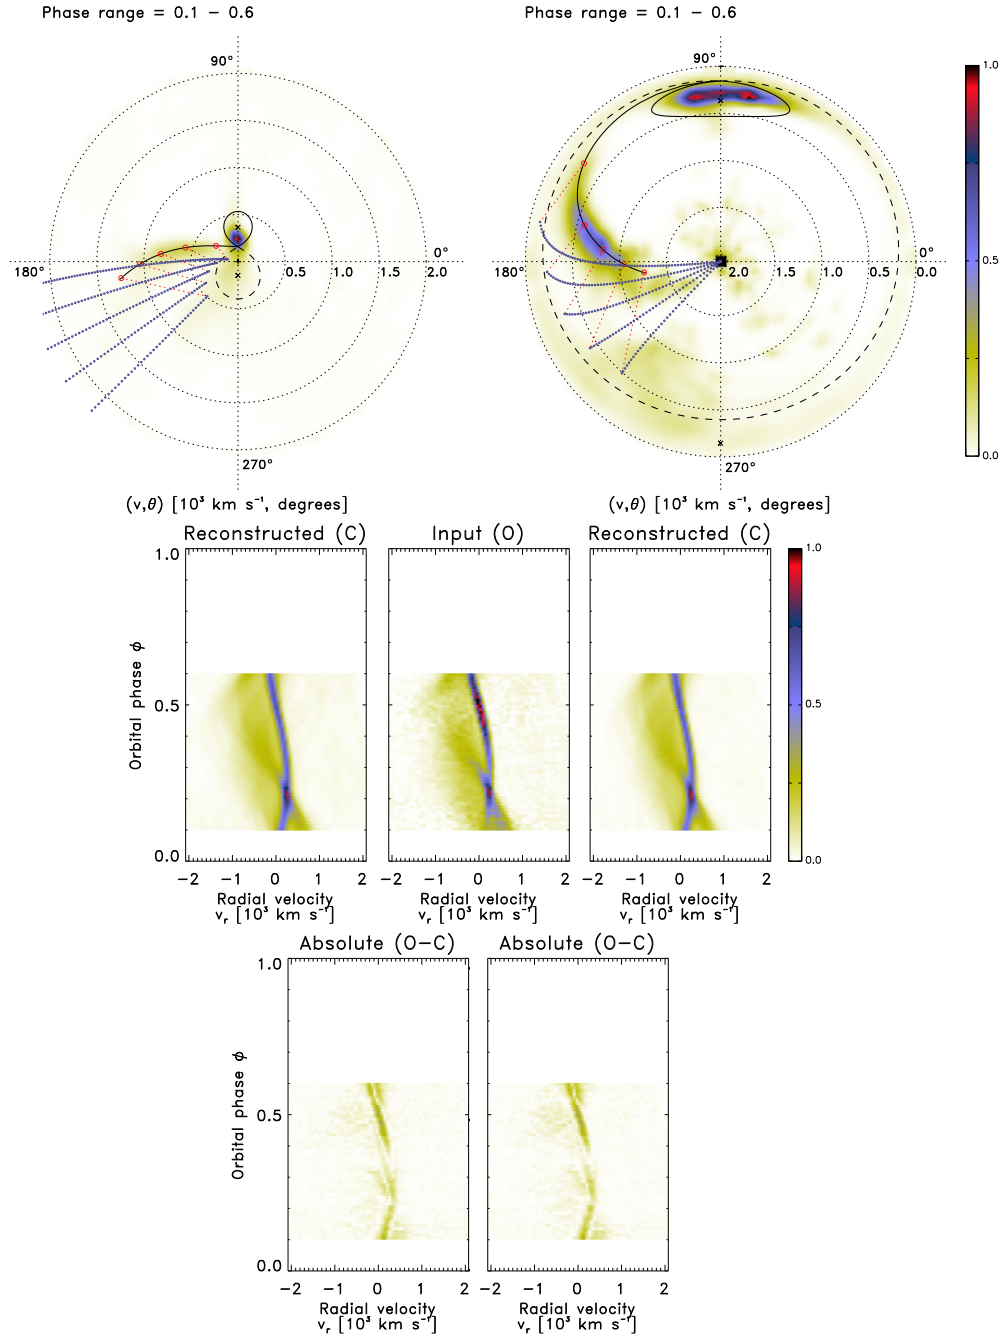 Phase range = 0.1 - 0.6
Phase range = 0.1 - 0.6
90°
90°
1.0
0°
0°
180°
0.5 1.0 1.5 2.0
180°
2.0 1.5 1.0 0.5 0.0
0.5
270°
270°
0.0
(v,θ) [10³ km s⁻¹, degrees]
(v,θ) [10³ km s⁻¹, degrees]
Reconstructed (C)
Input (O)
Reconstructed (C)
1.0
1.0
Orbital phase ϕ
0.5
0.5
0.0
0.0
−2 −1 0 1 2
−2 −1 0 1 2
−2 −1 0 1 2
Radial velocity
vᵣ [10³ km s⁻¹]
Radial velocity
vᵣ [10³ km s⁻¹]
Radial velocity
vᵣ [10³ km s⁻¹]
Absolute (O−C)
Absolute (O−C)
1.0
Orbital phase ϕ
0.5
0.0
−2 −1 0 1 2
−2 −1 0 1 2
Radial velocity
vᵣ [10³ km s⁻¹]
Radial velocity
vᵣ [10³ km s⁻¹]